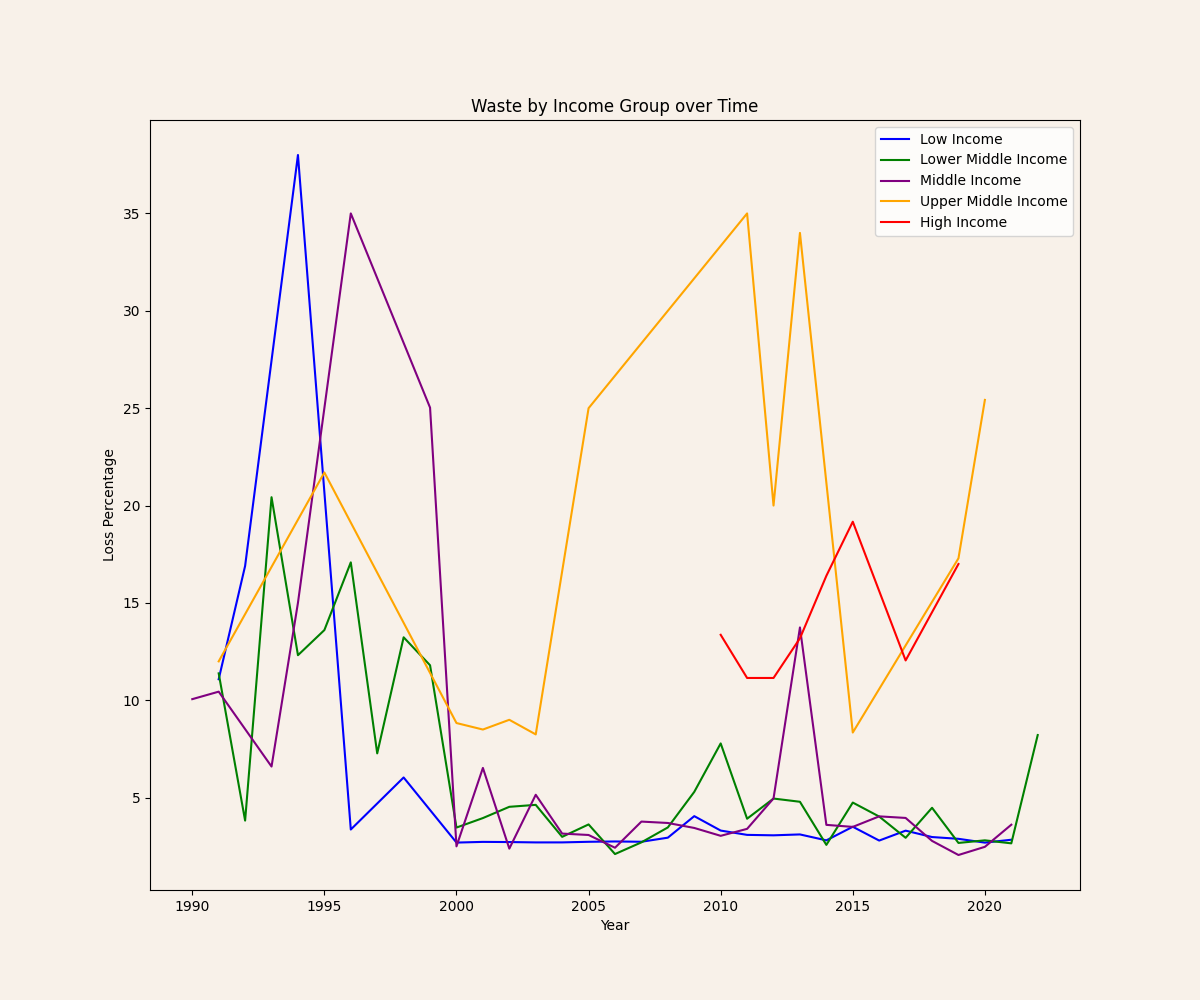 Waste by Income Group over Time
Low Income
Lower Middle Income
Middle Income
Upper Middle Income
High Income
Loss Percentage
35
30
25
20
15
10
5
1990 1995 2000 2005 2010 2015 2020
Year